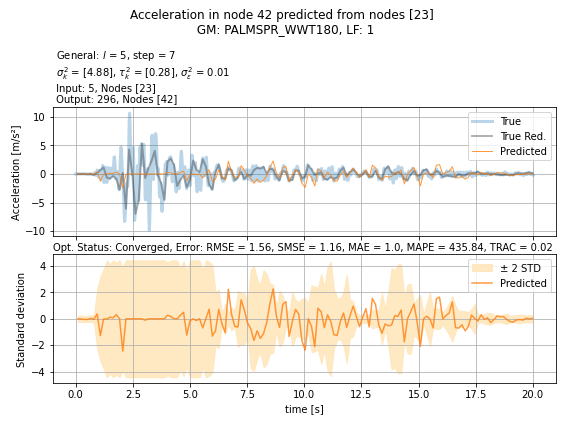 Acceleration in node 42 predicted from nodes [23]
GM: PALMSPR_WWT180, LF: 1
General: l = 5, step = 7
σ²ₖ = [4.88], τ²ₖ = [0.28], σ²ε = 0.01
Input: 5, Nodes [23]
Output: 296, Nodes [42]
Acceleration [m/s²]
10
5
0
−5
−10
True
True Red.
Predicted
Opt. Status: Converged, Error: RMSE = 1.56, SMSE = 1.16, MAE = 1.0, MAPE = 435.84, TRAC = 0.02
Standard deviation
4
2
0
−2
−4
± 2 STD
Predicted
0.0 2.5 5.0 7.5 10.0 12.5 15.0 17.5 20.0
time [s]